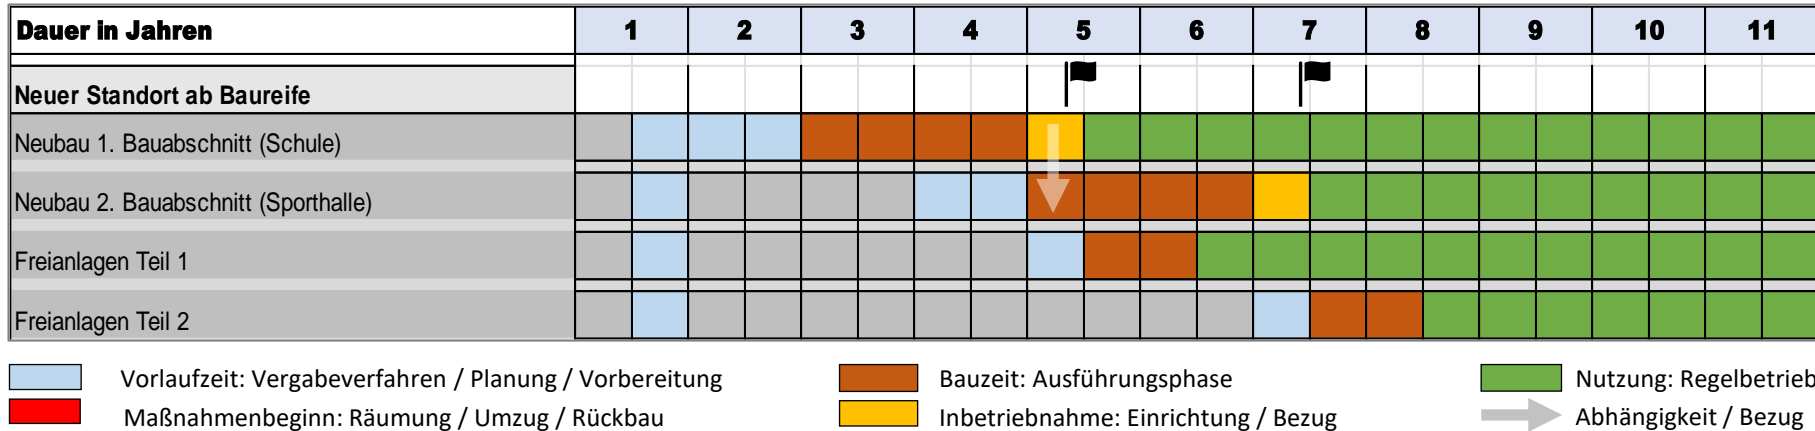 Dauer in Jahren 1 2 3 4 5 6 7 8 9 10 11
Neuer Standort ab Baureife
Neubau 1. Bauabschnitt (Schule)
Neubau 2. Bauabschnitt (Sporthalle)
Freianlagen Teil 1
Freianlagen Teil 2
Vorlaufzeit: Vergabeverfahren / Planung / Vorbereitung Bauzeit: Ausführungsphase Nutzung: Regelbetrieb
Maßnahmenbeginn: Räumung / Umzug / Rückbau Inbetriebnahme: Einrichtung / Bezug Abhängigkeit / Bezug